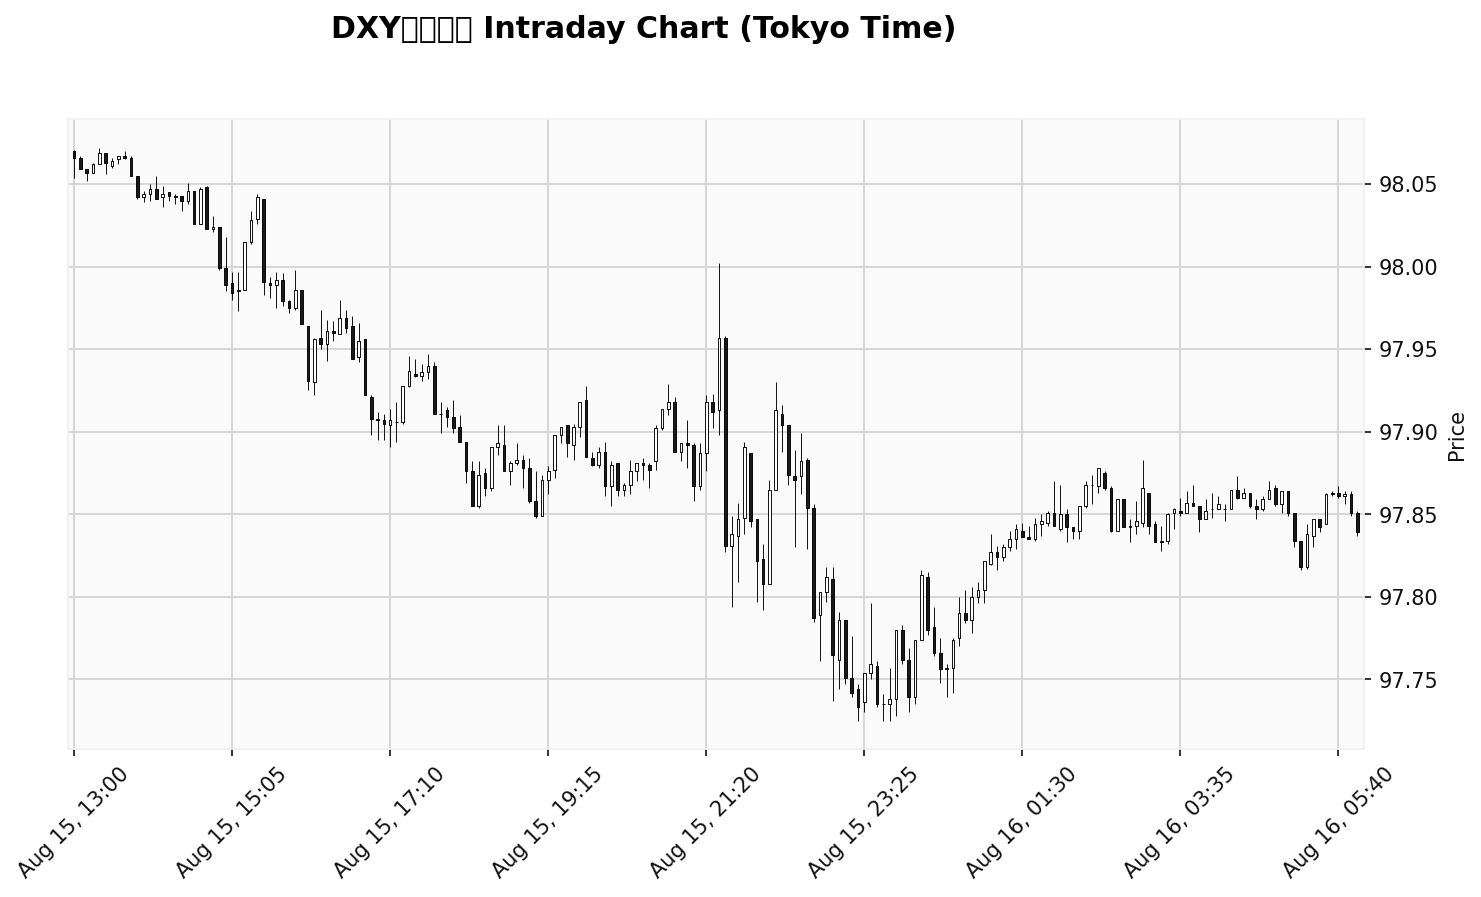 DXY□□□□ Intraday Chart (Tokyo Time)
98.05
98.00
97.95
97.90
97.85
97.80
97.75
Price
Aug 15, 13:00
Aug 15, 15:05
Aug 15, 17:10
Aug 15, 19:15
Aug 15, 21:20
Aug 15, 23:25
Aug 16, 01:30
Aug 16, 03:35
Aug 16, 05:40